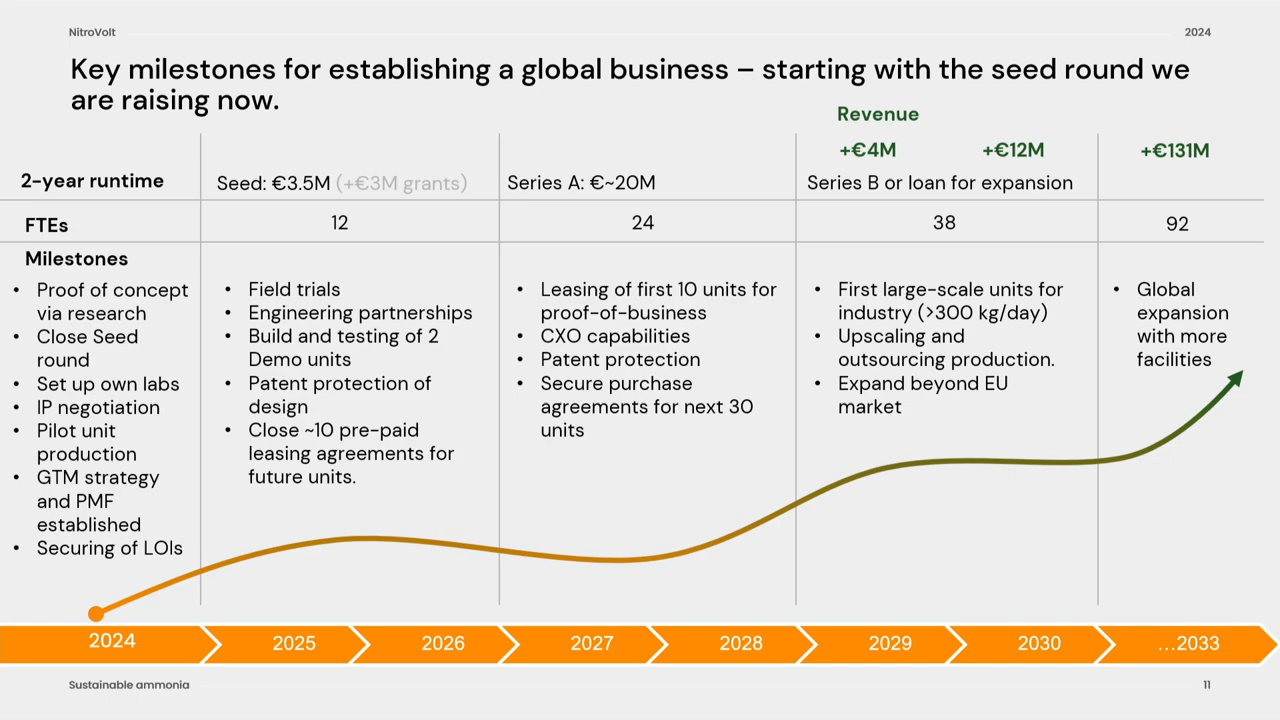 NitroVolt
2024
Key milestones for establishing a global business – starting with the seed round we
are raising now.
Revenue
+€4M
+€12M
+€131M
2-year runtime
Seed: €3.5M (+€3M grants)
Series A: €~20M
Series B or loan for expansion
FTEs
12
24
38
92
Milestones
• Proof of concept
via research
• Close Seed
round
• Set up own labs
• IP negotiation
• Pilot unit
production
• GTM strategy
and PMF
established
• Securing of LOIs
• Field trials
• Engineering partnerships
• Build and testing of 2
Demo units
• Patent protection of
design
• Close ~10 pre-paid
leasing agreements for
future units.
• Leasing of first 10 units for
proof-of-business
• CXO capabilities
• Patent protection
• Secure purchase
agreements for next 30
units
• First large-scale units for
industry (>300 kg/day)
• Upscaling and
outsourcing production.
• Expand beyond EU
market
• Global
expansion
with more
facilities
2024
2025
2026
2027
2028
2029
2030
...2033
Sustainable ammonia
11